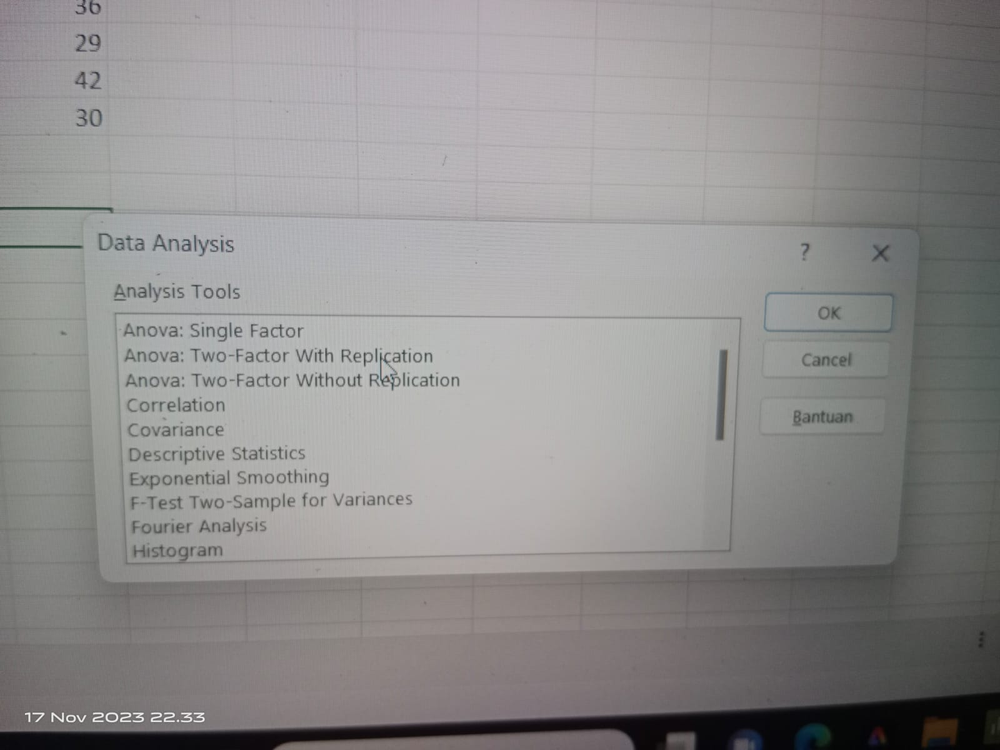 36
29
42
30
Data Analysis
?
Analysis Tools
OK
Anova: Single Factor
Anova: Two-Factor With Replication
Cancel
Anova: Two-Factor Without Replication
Correlation
Bantuan
Covariance
Descriptive Statistics
Exponential Smoothing
F-Test Two-Sample for Variances
Fourier Analysis
Histogram
17 Nov 2023 22.33